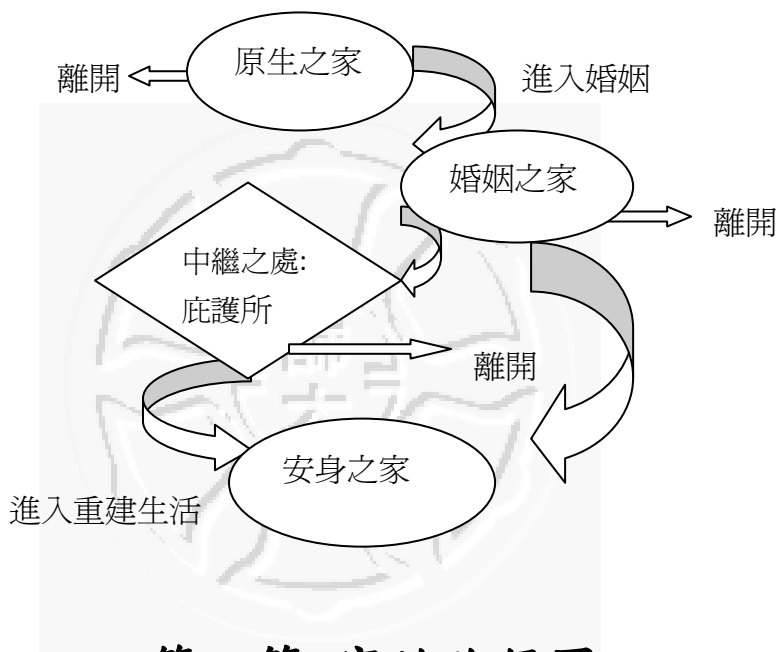 原生之家
離開
進入婚姻
婚姻之家
離開
中繼之處:
庇護所
離開
安身之家
進入重建生活